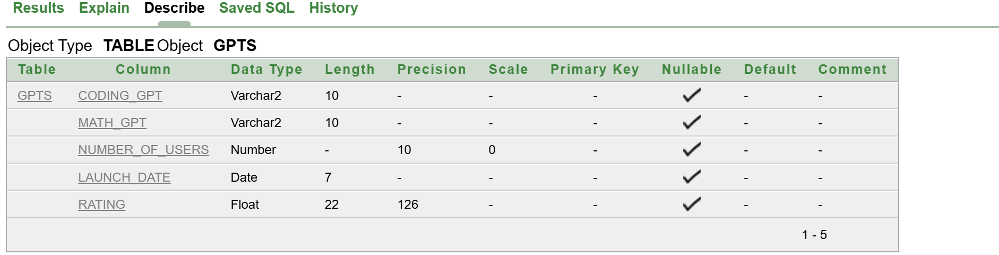 Results Explain Describe Saved SQL History
Object Type TABLE Object GPTS
Table Column Data Type Length Precision Scale Primary Key Nullable Default Comment
GPTS CODING_GPT Varchar2 10 - - - ✓ - -
MATH_GPT Varchar2 10 - - - ✓ - -
NUMBER_OF_USERS Number - 10 0 - ✓ - -
LAUNCH_DATE Date 7 - - - ✓ - -
RATING Float 22 126 - - ✓ - -
1 - 5